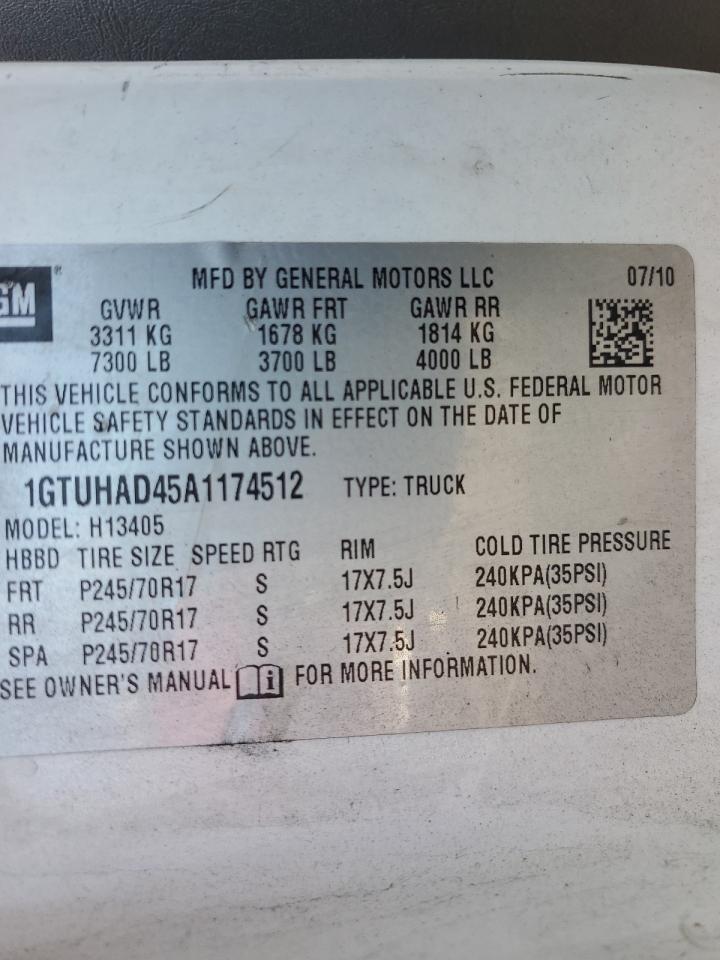 GM
MFD BY GENERAL MOTORS LLC 07/10
GVWR GAWR FRT GAWR RR
3311 KG 1678 KG 1814 KG
7300 LB 3700 LB 4000 LB
THIS VEHICLE CONFORMS TO ALL APPLICABLE U.S. FEDERAL MOTOR
VEHICLE SAFETY STANDARDS IN EFFECT ON THE DATE OF
MANUFACTURE SHOWN ABOVE.
1GTUHAD45A1174512 TYPE: TRUCK
MODEL: H13405
HBBD TIRE SIZE SPEED RTG RIM COLD TIRE PRESSURE
FRT P245/70R17 S 17X7.5J 240KPA(35PSI)
RR P245/70R17 S 17X7.5J 240KPA(35PSI)
SPA P245/70R17 S 17X7.5J 240KPA(35PSI)
SEE OWNER'S MANUAL i FOR MORE INFORMATION.